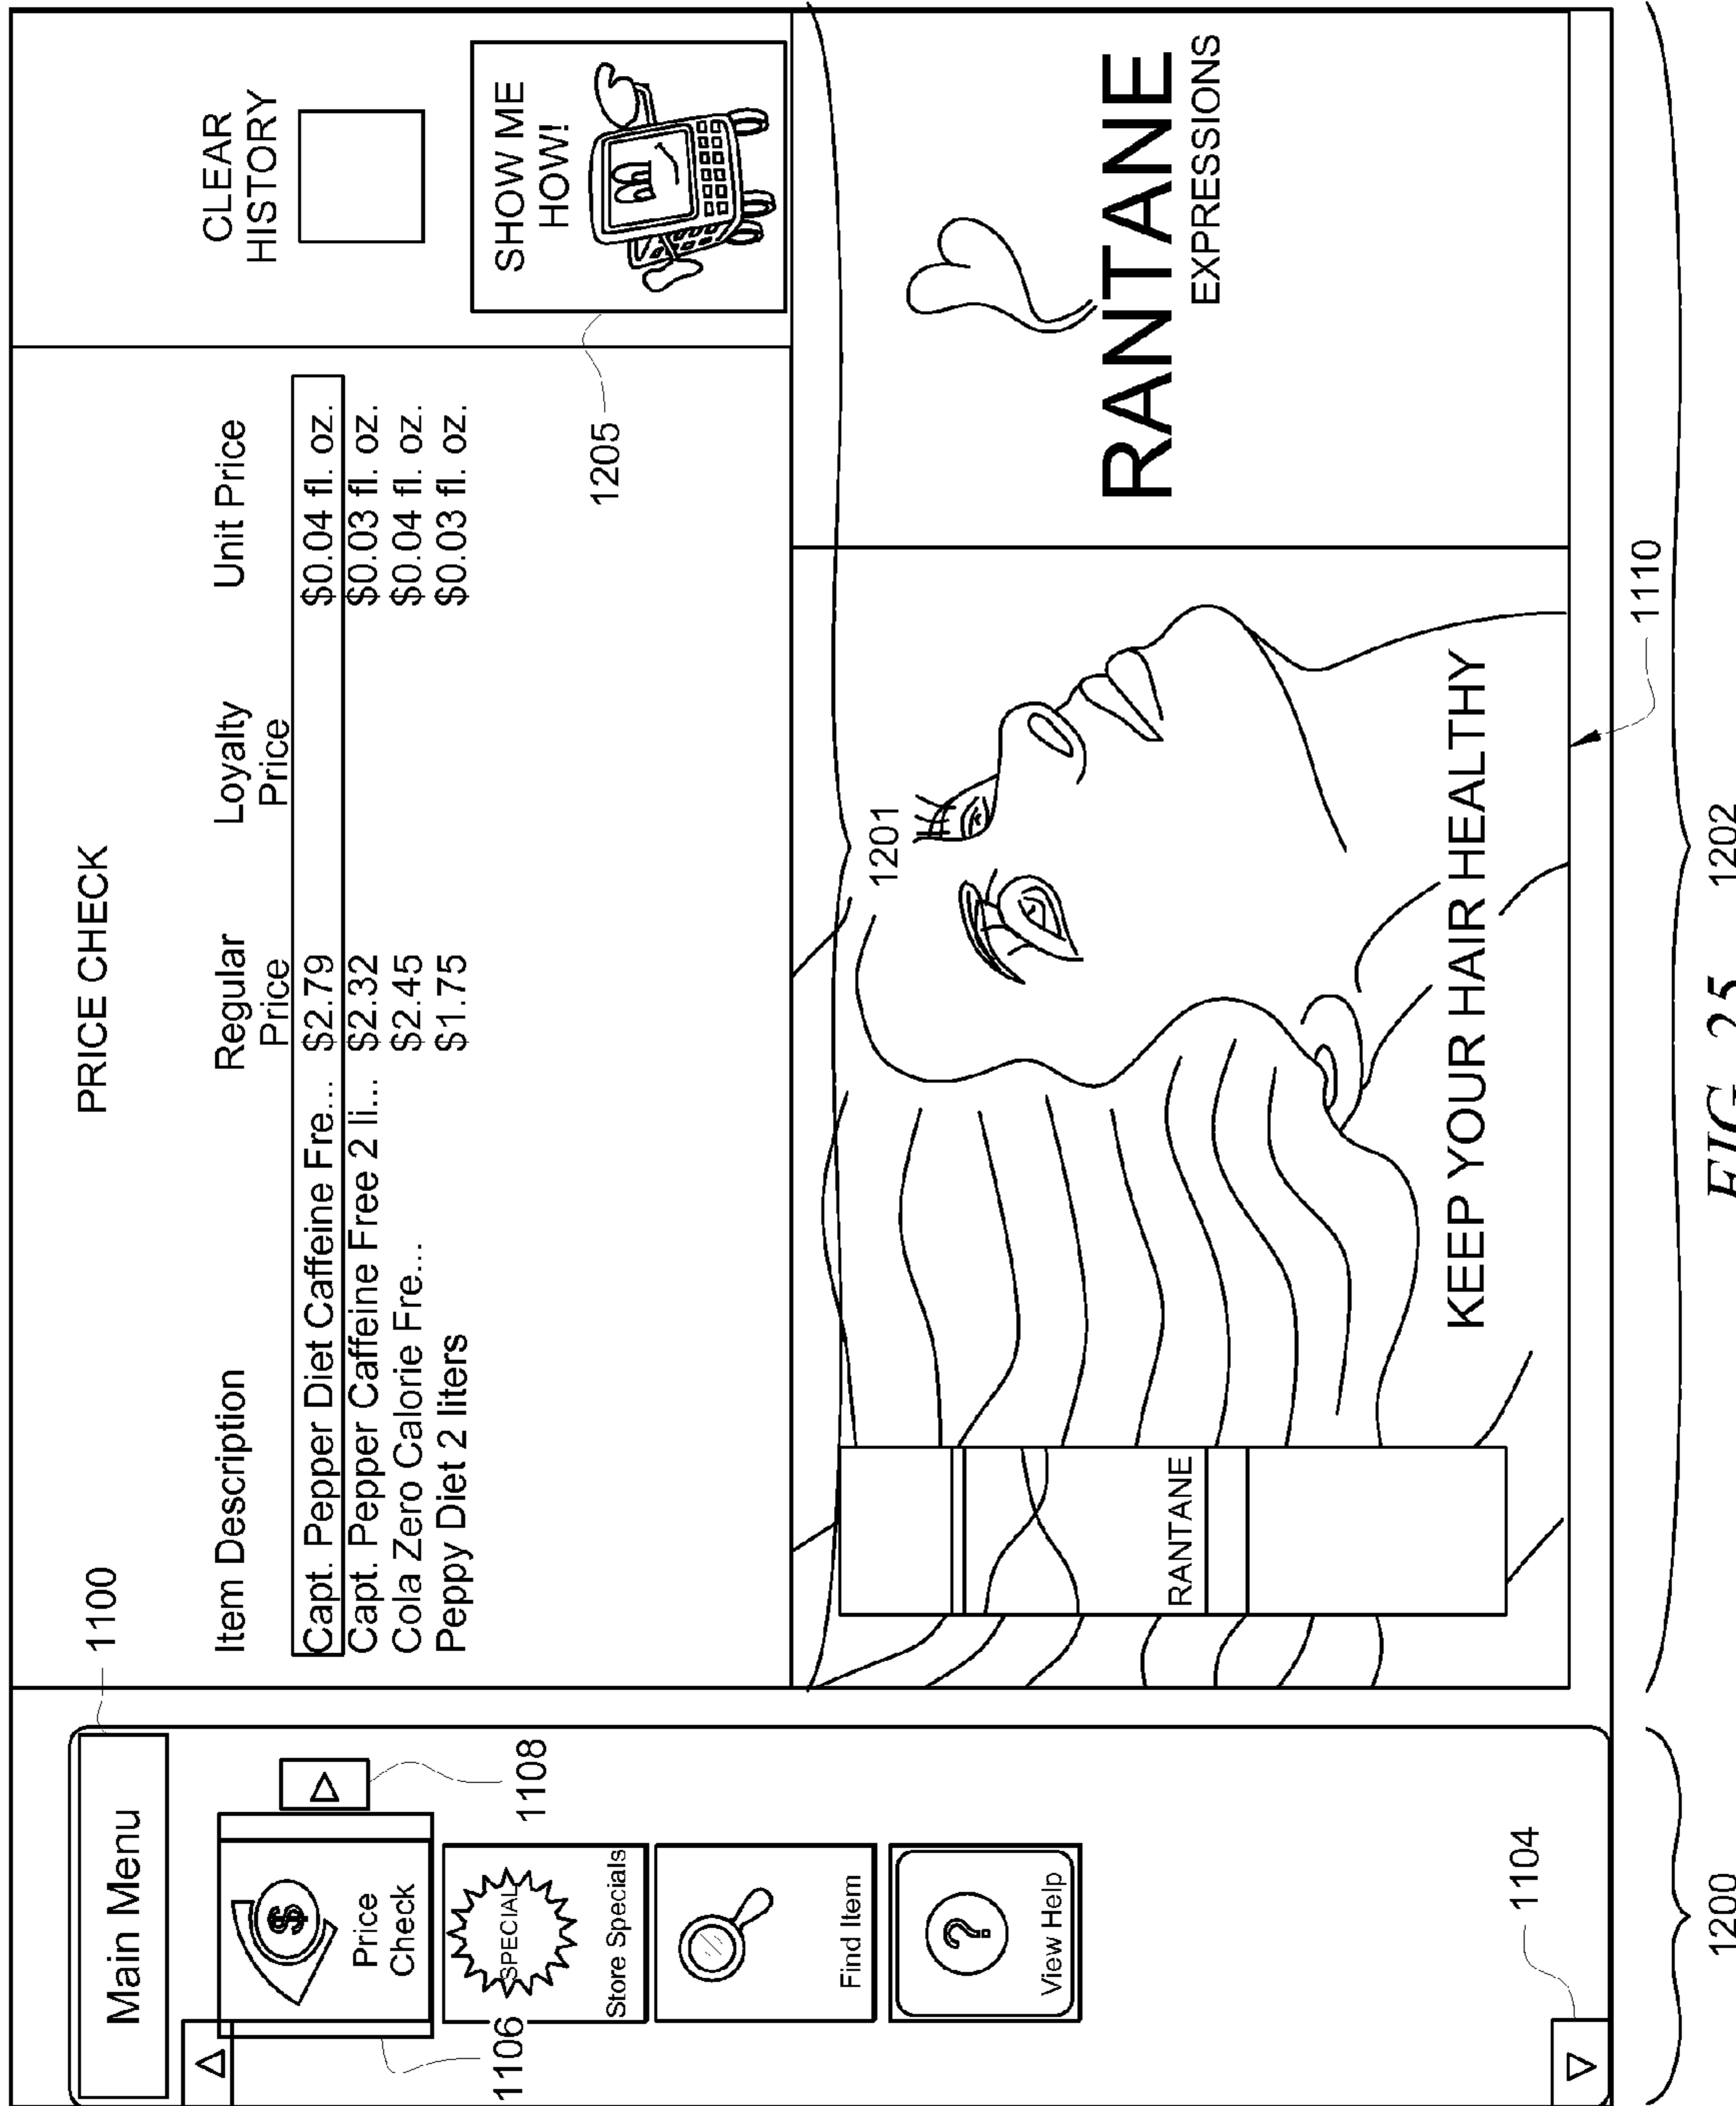 1100
Main Menu
1108
Price
Check
1106
SPECIAL
Store Specials
Find Item
View Help
1104
1200
PRICE CHECK
Item Description Regular Price Loyalty Price Unit Price
Capt. Pepper Diet Caffeine Fre... $2.79 $0.04 fl. oz.
Capt. Pepper Caffeine Free 2 li... $2.32 $0.03 fl. oz.
Cola Zero Calorie Fre... $2.45 $0.04 fl. oz.
Peppy Diet 2 liters $1.75 $0.03 fl. oz.
CLEAR
HISTORY
SHOW ME
HOW!
1205
1201
RANTANE
KEEP YOUR HAIR HEALTHY
RANTANE
EXPRESSIONS
1110
1202
FIG. 25